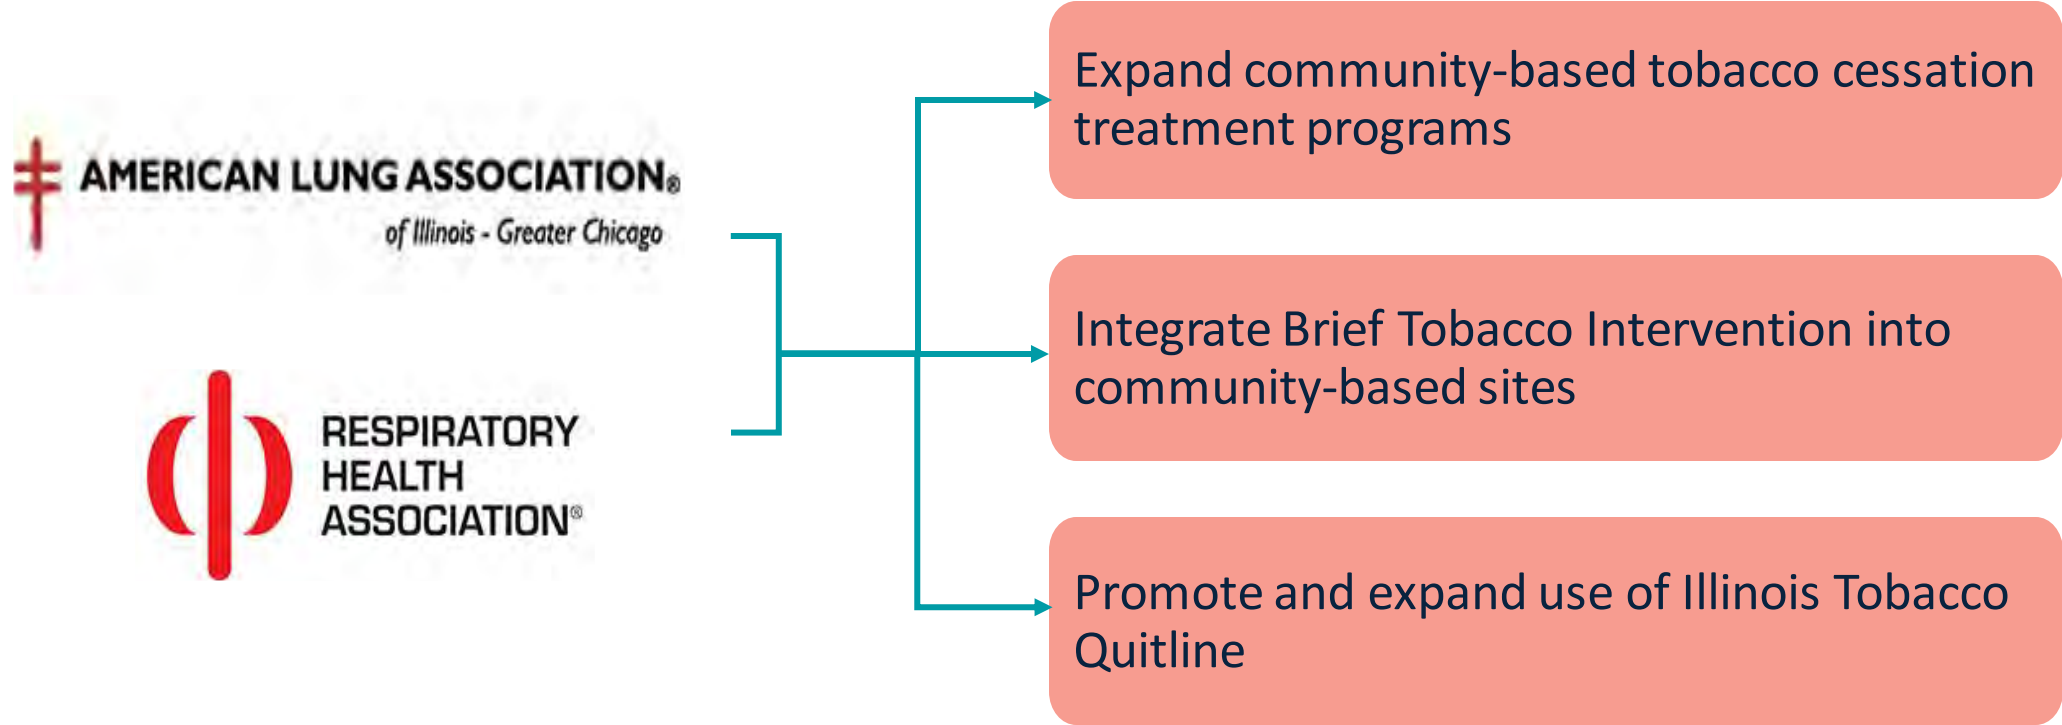 AMERICAN LUNG ASSOCIATION®
of Illinois - Greater Chicago
RESPIRATORY
HEALTH
ASSOCIATION®
Expand community-based tobacco cessation
treatment programs
Integrate Brief Tobacco Intervention into
community-based sites
Promote and expand use of Illinois Tobacco
Quitline